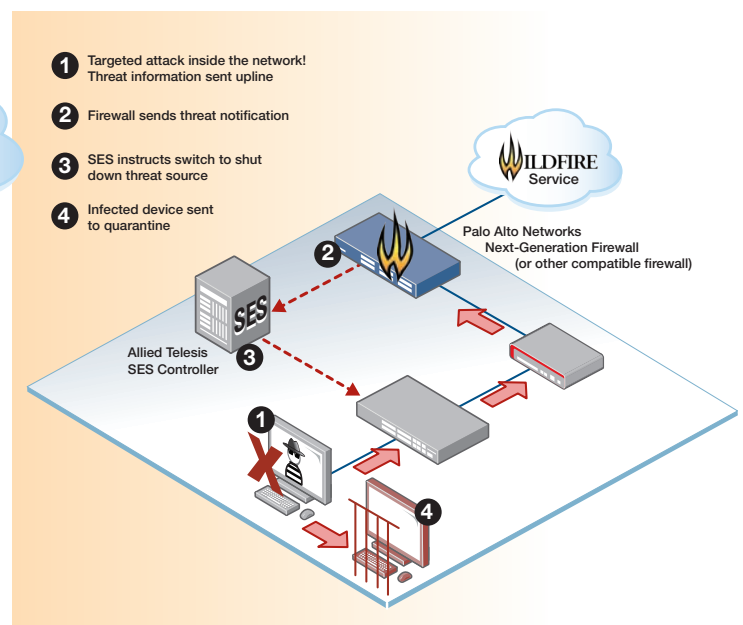 1 Targeted attack inside the network!
Threat information sent upline
2 Firewall sends threat notification
3 SES instructs switch to shut
down threat source
4 Infected device sent
to quarantine
WILDFIRE
Service
Palo Alto Networks
Next-Generation Firewall
(or other compatible firewall)
2
SES
Allied Telesis
SES Controller
3
1
4